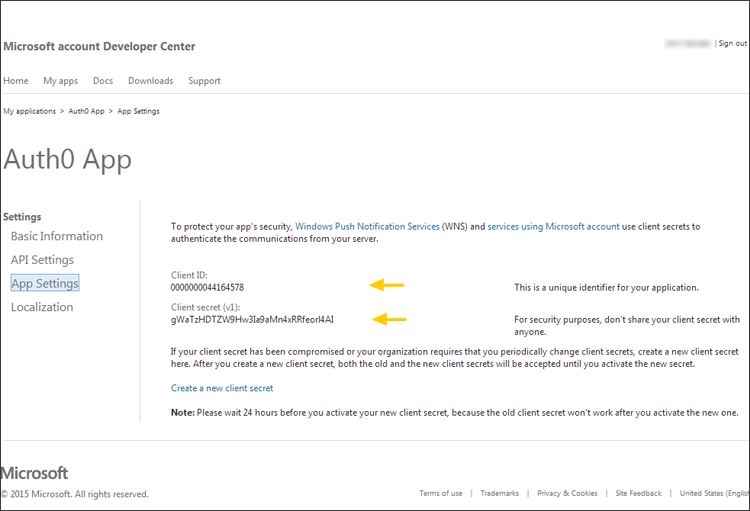 Microsoft account Developer Center
| Sign out
Home My apps Docs Downloads Support
My applications > Auth0 App > App Settings
Auth0 App
Settings
Basic Information
API Settings
App Settings
Localization
To protect your app's security, Windows Push Notification Services (WNS) and services using Microsoft account use client secrets to
authenticate the communications from your server.
Client ID:
0000000044164578
This is a unique identifier for your application.
Client secret (v1):
gWaTzHDTZW9Hw3Ia9aMn4xRRfeorI4AI
For security purposes, don't share your client secret with
anyone.
If your client secret has been compromised or your organization requires that you periodically change client secrets, create a new client secret
here. After you create a new client secret, both the old and the new client secrets will be accepted until you activate the new secret.
Create a new client secret
Note: Please wait 24 hours before you activate your new client secret, because the old client secret won't work after you activate the new one.
Microsoft
© 2015 Microsoft. All rights reserved.
Terms of use | Trademarks | Privacy & Cookies | Site Feedback | United States (English